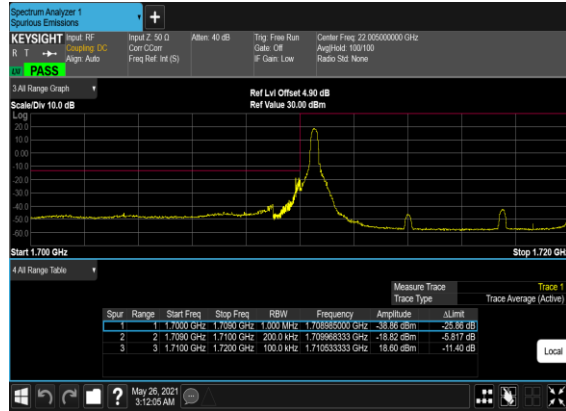 Spectrum Analyzer 1
Spurious Emissions
+
KEYSIGHT Input: RF Input Z: 50 Ω Atten: 40 dB Trig: Free Run Center Freq: 22.005000000 GHz
R T Coupling: DC Corr CCorr Gate: Off Avg|Hold: 100/100
Align: Auto Freq Ref: Int (S) IF Gain: Low Radio Std: None
PASS
3 All Range Graph
Ref Lvl Offset 4.90 dB
Scale/Div 10.0 dB Ref Value 30.00 dBm
Log
20.0
10.0
0.00
-10.0
-20.0
-30.0
-40.0
-50.0
-60.0
Start 1.700 GHz Stop 1.720 GH
4 All Range Table
Measure Trace Trace 1
Trace Type Trace Average (Active)
Spur Range Start Freq Stop Freq RBW Frequency Amplitude ΔLimit
1 1 1.7000 GHz 1.7090 GHz 1.000 MHz 1.708965000 GHz -38.86 dBm -25.86 dB
2 2 1.7090 GHz 1.7100 GHz 200.0 kHz 1.709968333 GHz -18.82 dBm -5.817 dB
3 3 1.7100 GHz 1.7200 GHz 100.0 kHz 1.710533333 GHz 18.60 dBm -11.40 dB
Local
? May 26, 2021
3:12:05 AM